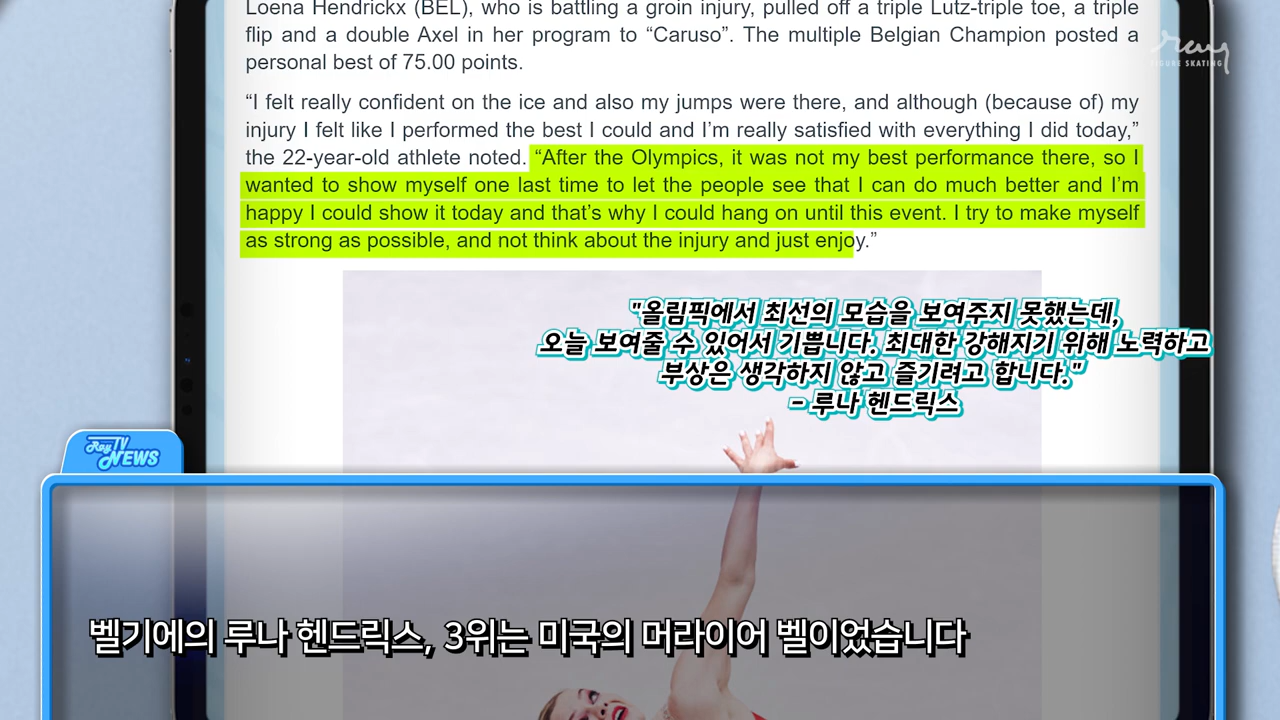 Loena Hendrickx (BEL), who is battling a groin injury, pulled off a triple Lutz-triple toe, a triple
flip and a double Axel in her program to “Caruso”. The multiple Belgian Champion posted a
personal best of 75.00 points.
“I felt really confident on the ice and also my jumps were there, and although (because of) my
injury I felt like I performed the best I could and I’m really satisfied with everything I did today,”
the 22-year-old athlete noted. “After the Olympics, it was not my best performance there, so I
wanted to show myself one last time to let the people see that I can do much better and I’m
happy I could show it today and that’s why I could hang on until this event. I try to make myself
as strong as possible, and not think about the injury and just enjoy.”
ray
FIGURE SKATING
"올림픽에서 최선의 모습을 보여주지 못했는데,
오늘 보여줄 수 있어서 기쁩니다. 최대한 강해지기 위해 노력하고
부상은 생각하지 않고 즐기려고 합니다."
- 루나 헨드릭스
Ray TV
NEWS
벨기에의 루나 헨드릭스, 3위는 미국의 머라이어 벨이었습니다